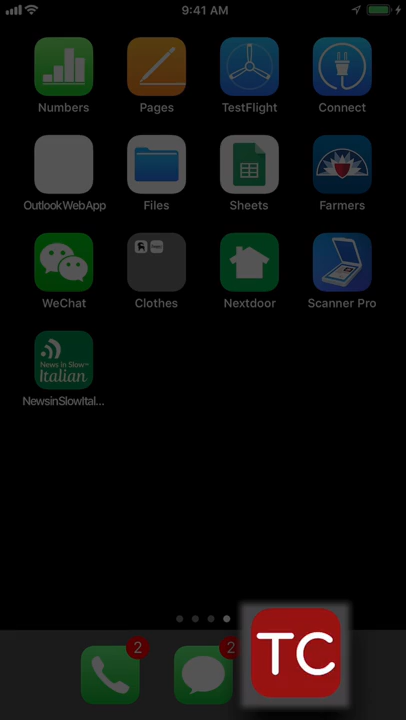 9:41 AM
Numbers
Pages
TestFlight
Connect
OutlookWebApp
Files
Sheets
Farmers
WeChat
Clothes
Nextdoor
Scanner Pro
News in Slow
Italian
NewsinSlowItal...
2
2
TC